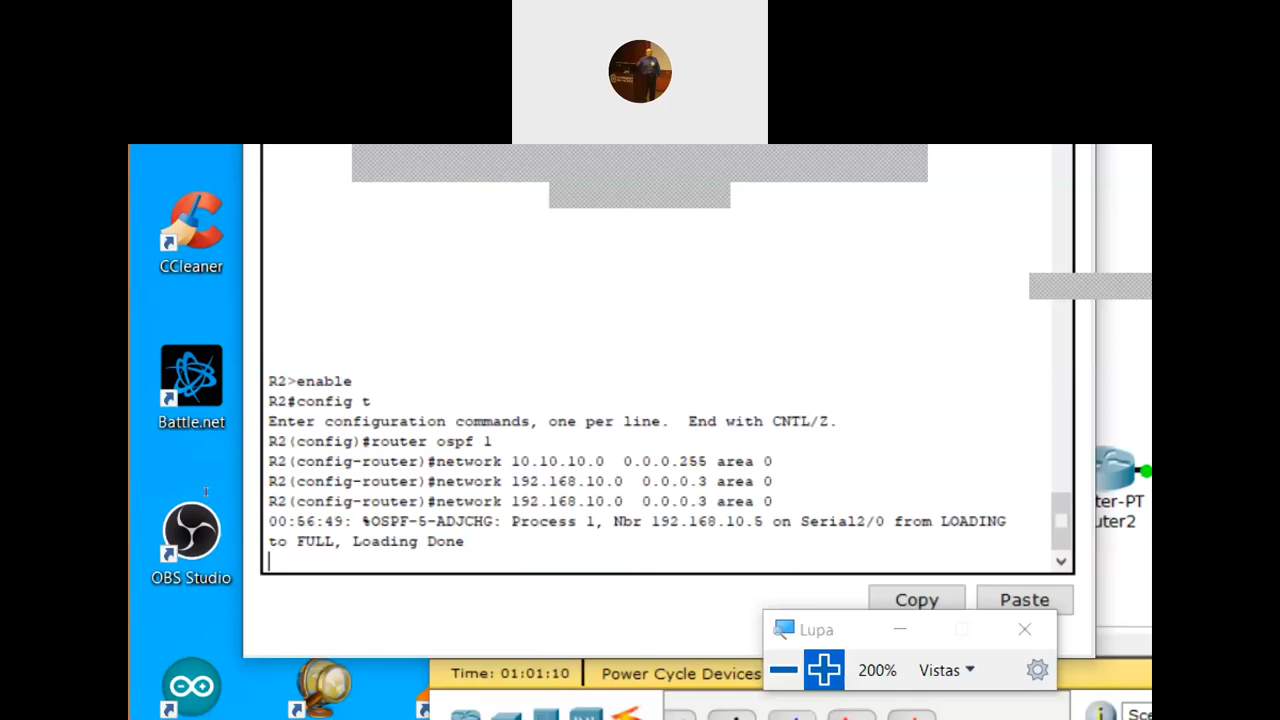 CCleaner
Battle.net
OBS Studio
R2>enable
R2#config t
Enter configuration commands, one per line.  End with CNTL/Z.
R2(config)#router ospf 1
R2(config-router)#network 10.10.10.0  0.0.0.255 area 0
R2(config-router)#network 192.168.10.0  0.0.0.3 area 0
R2(config-router)#network 192.168.10.0  0.0.0.3 area 0
00:56:49: %OSPF-5-ADJCHG: Process 1, Nbr 192.168.10.5 on Serial2/0 from LOADING
to FULL, Loading Done
ter-PT
uter2
Copy
Paste
Lupa
200%
Vistas
Time: 01:01:10
Power Cycle Devices
Sce